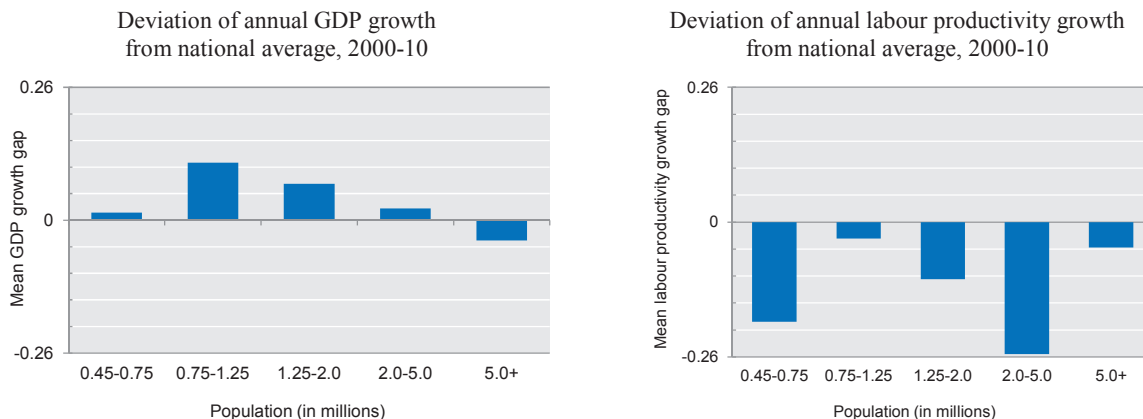 Deviation of annual GDP growth
from national average, 2000-10
0.26
0
-0.26
Mean GDP growth gap
0.45-0.75 0.75-1.25 1.25-2.0 2.0-5.0 5.0+
Population (in millions)
Deviation of annual labour productivity growth
from national average, 2000-10
0.26
0
-0.26
Mean labour productivity growth gap
0.45-0.75 0.75-1.25 1.25-2.0 2.0-5.0 5.0+
Population (in millions)